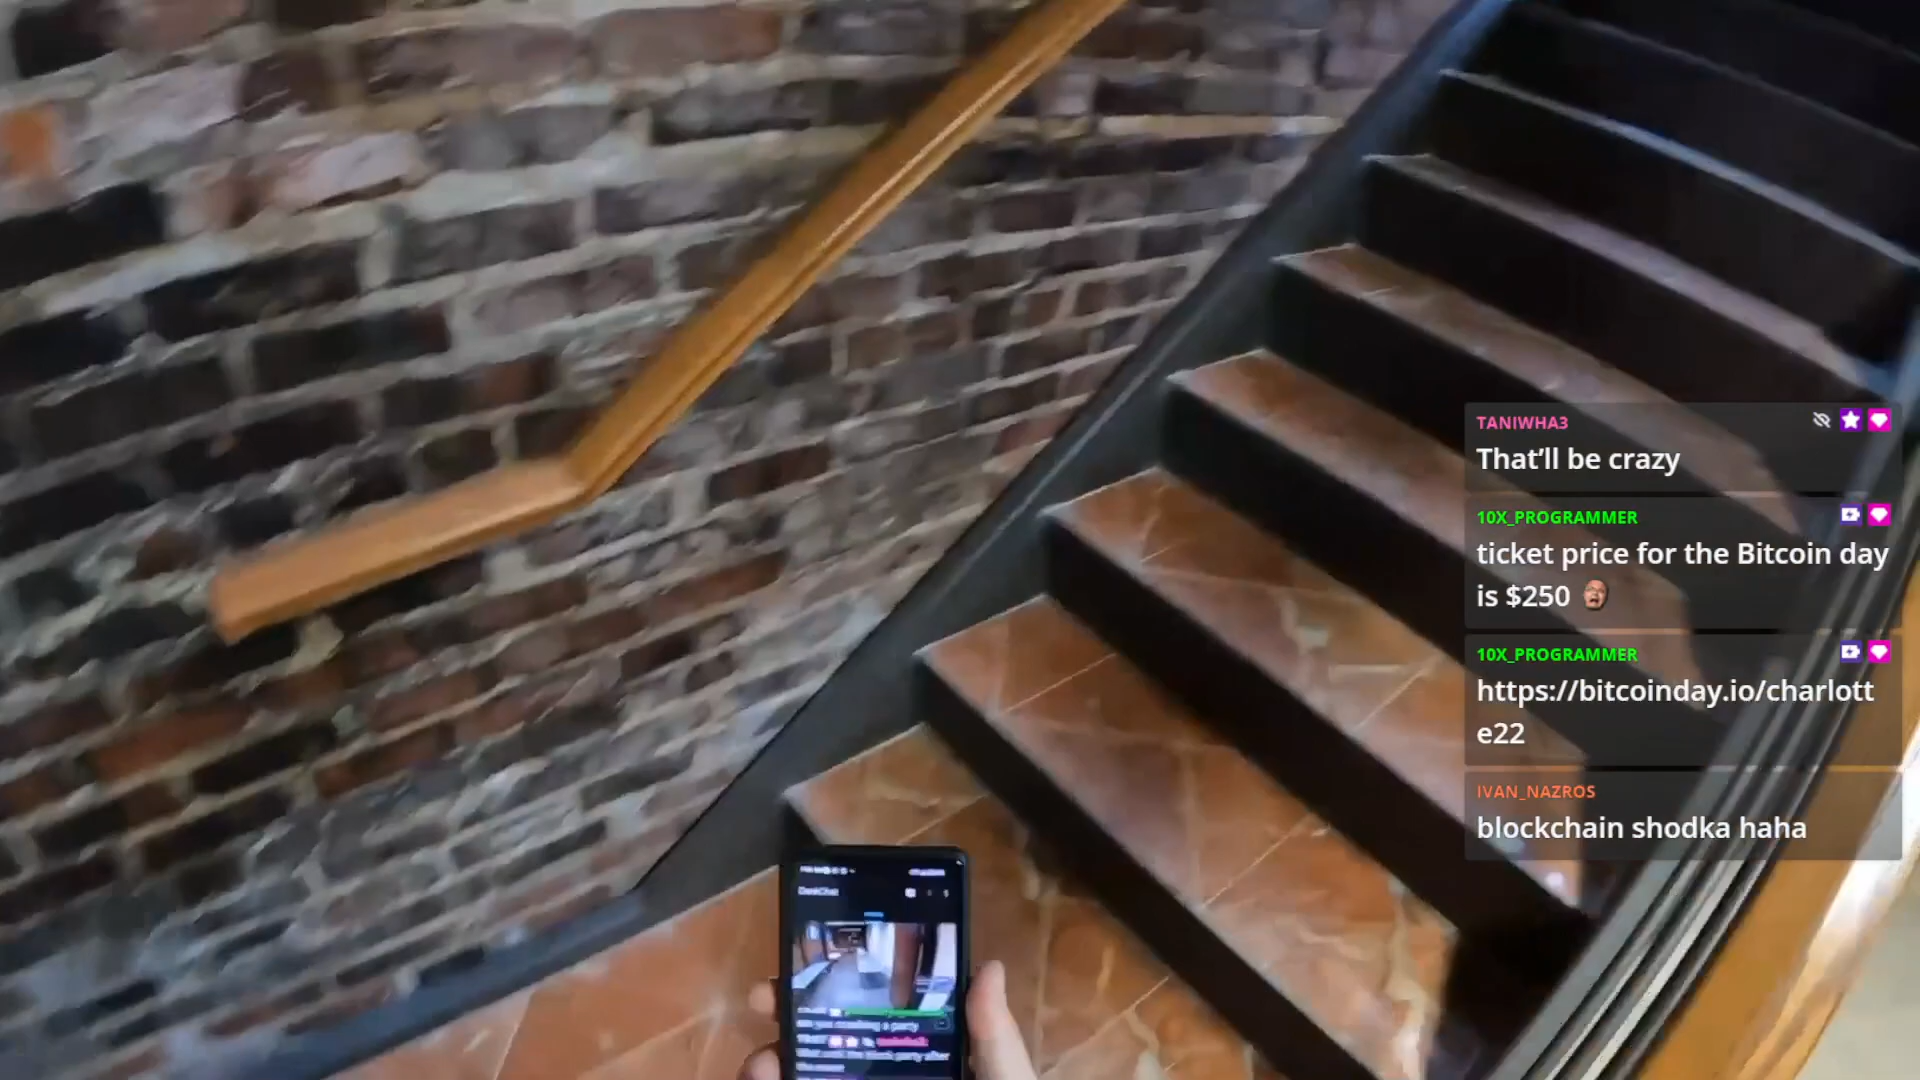 TANIWHA3
That’ll be crazy
10X_PROGRAMMER
ticket price for the Bitcoin day
is $250
10X_PROGRAMMER
https://bitcoinday.io/charlott
e22
IVAN_NAZROS
blockchain shodka haha
DankChat